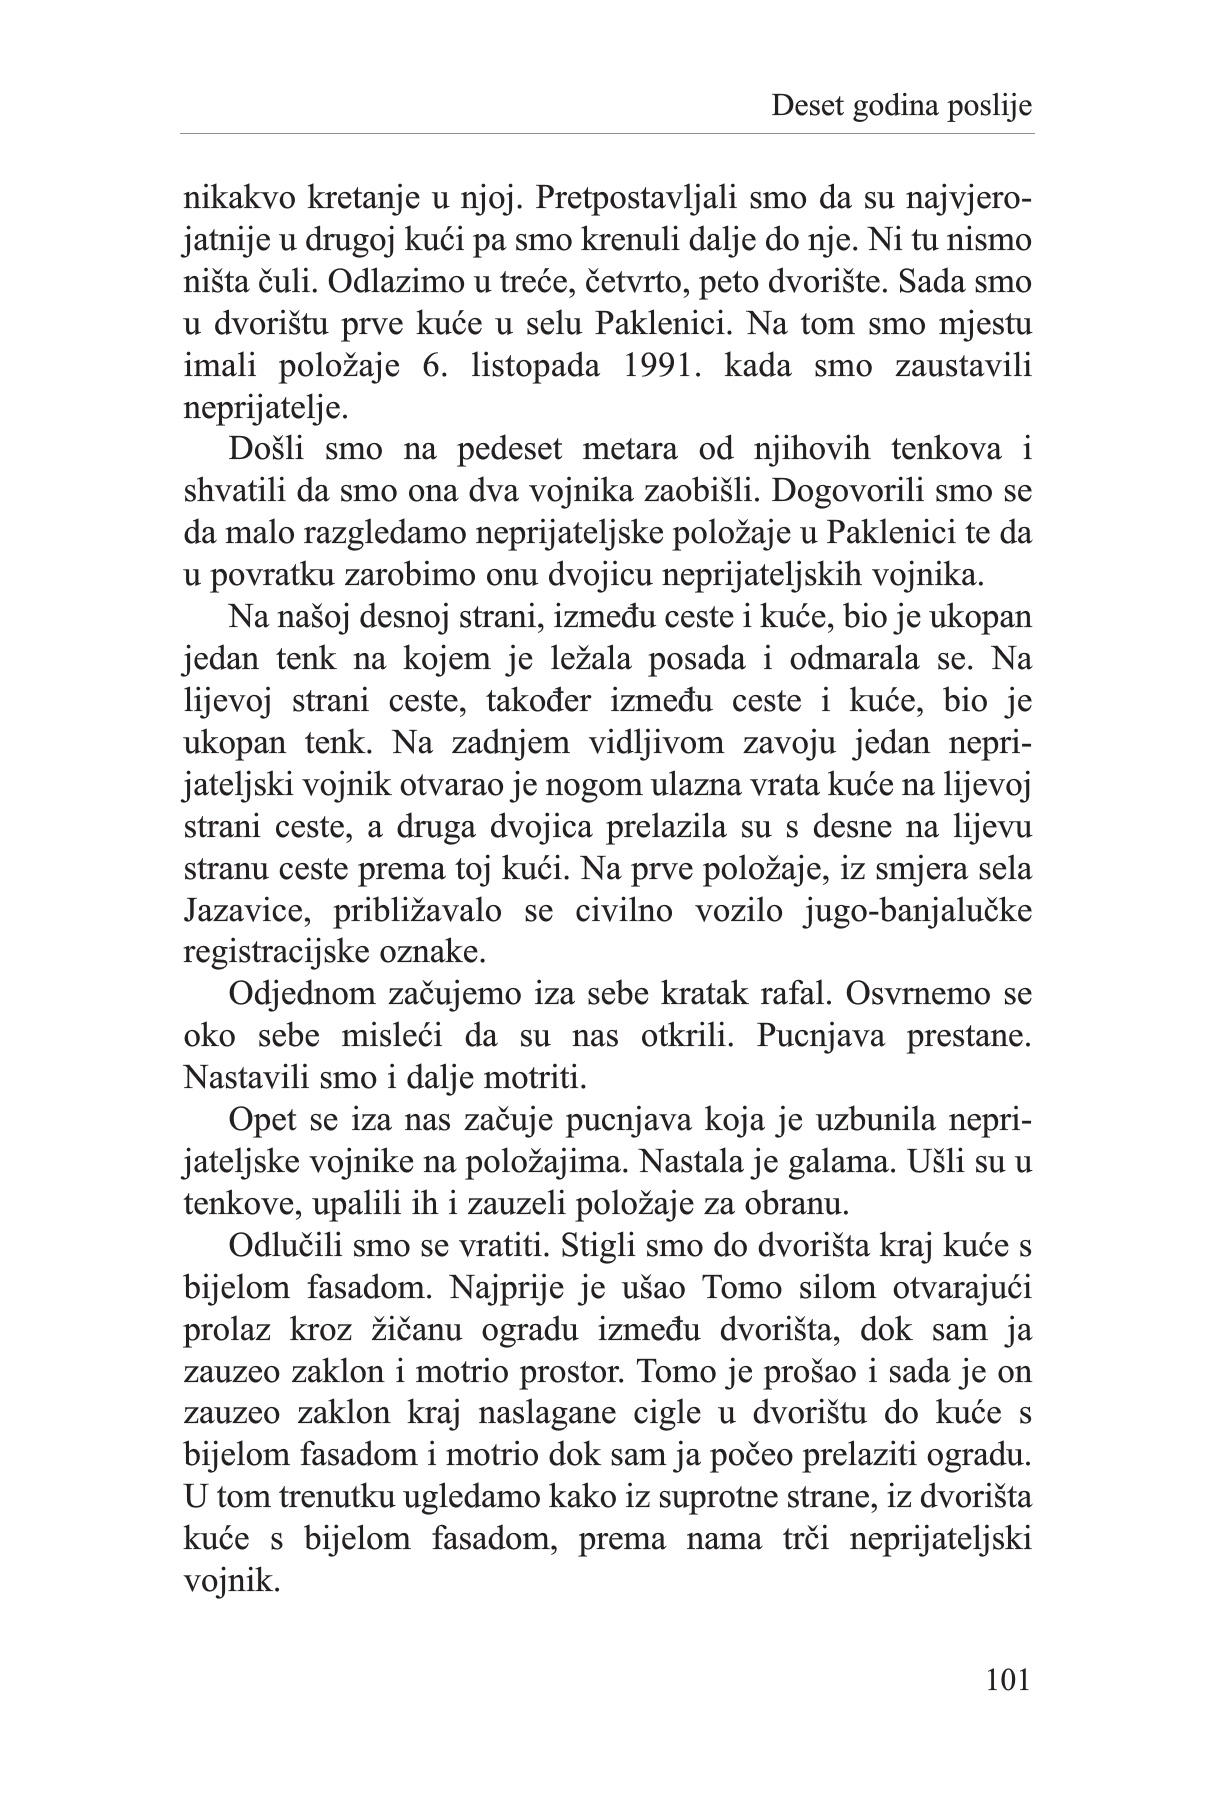 Deset godina poslije
nikakvo kretanje u njoj. Pretpostavljali smo da su najvjero-
jatnije u drugoj kući pa smo krenuli dalje do nje. Ni tu nismo
ništa čuli. Odlazimo u treće, četvrto, peto dvorište. Sada smo
u dvorištu prve kuće u selu Paklenici. Na tom smo mjestu
imali položaje 6. listopada 1991. kada smo zaustavili
neprijatelje.
Došli smo na pedeset metara od njihovih tenkova i
shvatili da smo ona dva vojnika zaobišli. Dogovorili smo se
da malo razgledamo neprijateljske položaje u Paklenici te da
u povratku zarobimo onu dvojicu neprijateljskih vojnika.
Na našoj desnoj strani, između ceste i kuće, bio je ukopan
jedan tenk na kojem je ležala posada i odmarala se. Na
lijevoj strani ceste, također između ceste i kuće, bio je
ukopan tenk. Na zadnjem vidljivom zavoju jedan nepri-
jateljski vojnik otvarao je nogom ulazna vrata kuće na lijevoj
strani ceste, a druga dvojica prelazila su s desne na lijevu
stranu ceste prema toj kući. Na prve položaje, iz smjera sela
Jazavice, približavalo se civilno vozilo jugo-banjalučke
registracijske oznake.
Odjednom začujemo iza sebe kratak rafal. Osvrnemo se
oko sebe misleći da su nas otkrili. Pucnjava prestane.
Nastavili smo i dalje motriti.
Opet se iza nas začuje pucnjava koja je uzbunila nepri-
jateljske vojnike na položajima. Nastala je galama. Ušli su u
tenkove, upalili ih i zauzeli položaje za obranu.
Odlučili smo se vratiti. Stigli smo do dvorišta kraj kuće s
bijelom fasadom. Najprije je ušao Tomo silom otvarajući
prolaz kroz žičanu ogradu između dvorišta, dok sam ja
zauzeo zaklon i motrio prostor. Tomo je prošao i sada je on
zauzeo zaklon kraj naslagane cigle u dvorištu do kuće s
bijelom fasadom i motrio dok sam ja počeo prelaziti ogradu.
U tom trenutku ugledamo kako iz suprotne strane, iz dvorišta
kuće s bijelom fasadom, prema nama trči neprijateljski
vojnik.
101